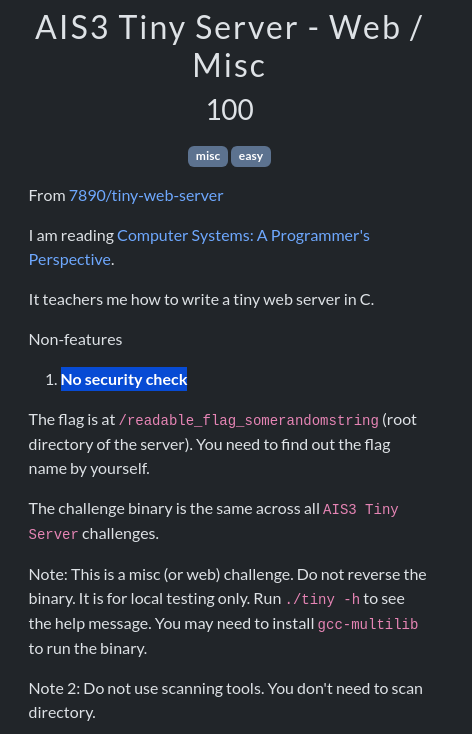 AIS3 Tiny Server - Web /
Misc
100
misc easy
From 7890/tiny-web-server
I am reading Computer Systems: A Programmer's
Perspective.
It teachers me how to write a tiny web server in C.
Non-features
1. No security check
The flag is at /readable_flag_somerandomstring (root
directory of the server). You need to find out the flag
name by yourself.
The challenge binary is the same across all AIS3 Tiny
Server challenges.
Note: This is a misc (or web) challenge. Do not reverse the
binary. It is for local testing only. Run ./tiny -h to see
the help message. You may need to install gcc-multilib
to run the binary.
Note 2: Do not use scanning tools. You don't need to scan
directory.